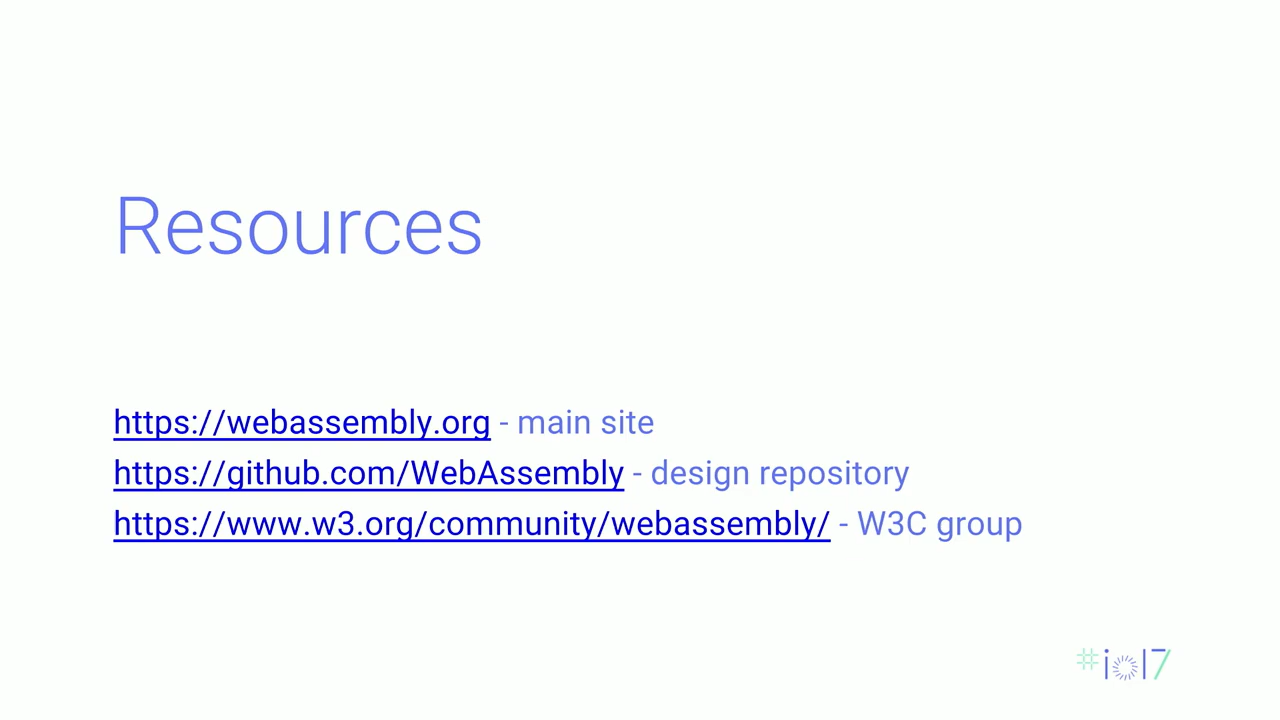 Resources
https://webassembly.org - main site
https://github.com/WebAssembly - design repository
https://www.w3.org/community/webassembly/ - W3C group
#io17